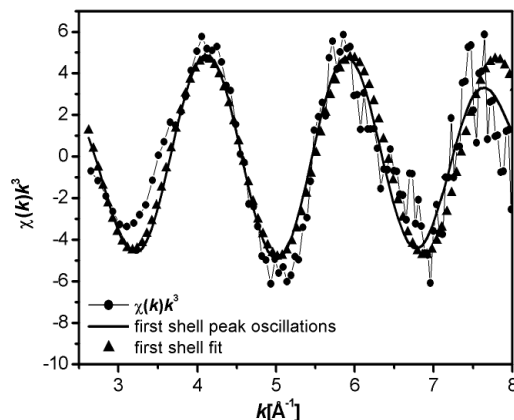 6
4
2
0
-2
-4
-6
-8
-10
χ(k)k³
χ(k)k³
first shell peak oscillations
first shell fit
3 4 5 6 7 8
k[Å⁻¹]